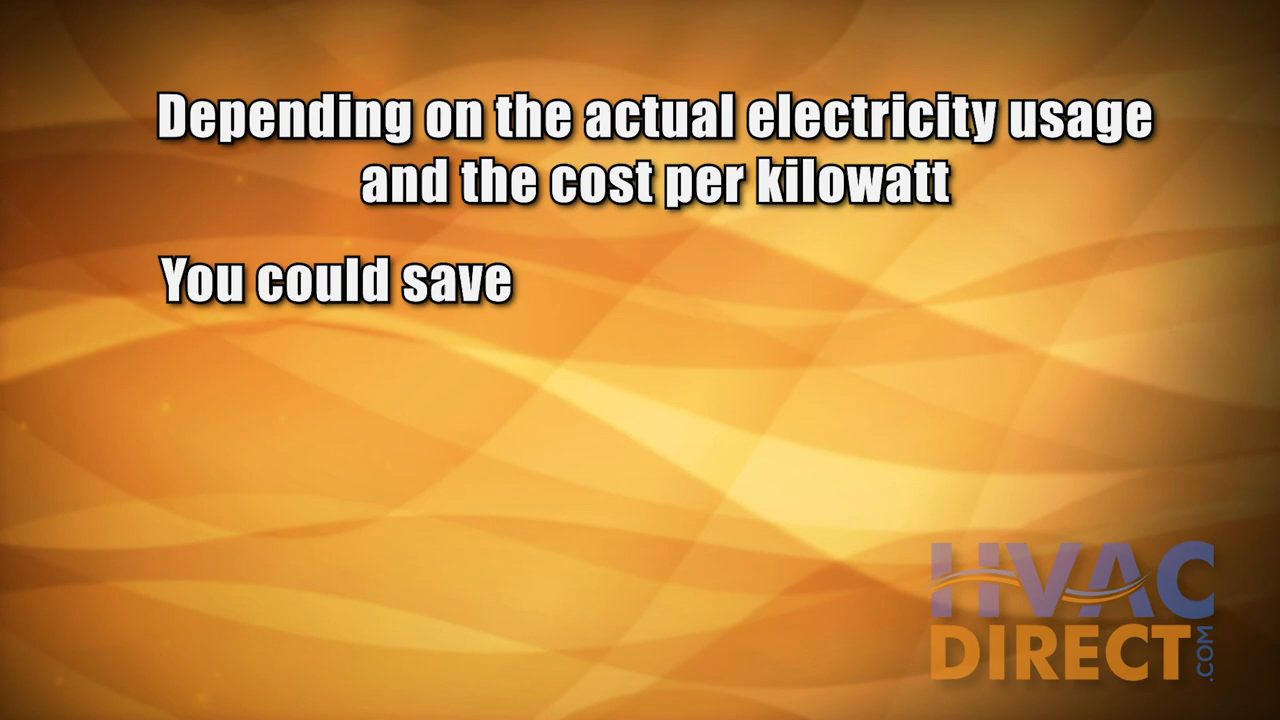 Depending on the actual electricity usage
and the cost per kilowatt
You could save
HVAC
DIRECT
.COM